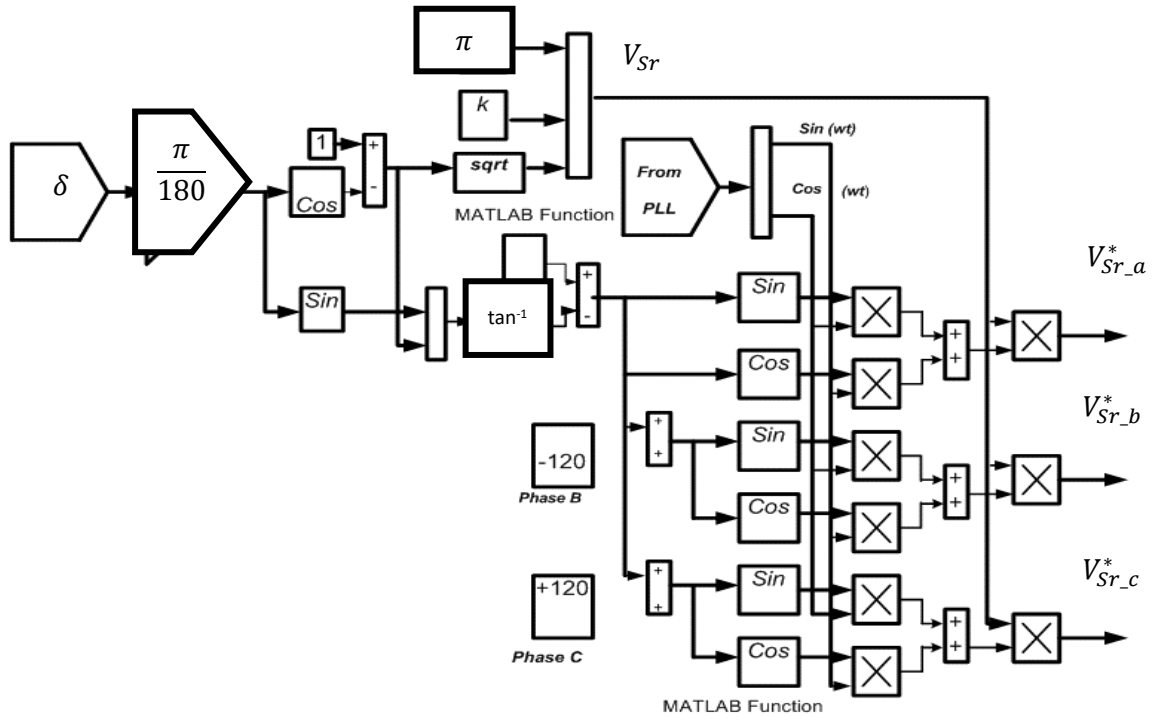 π
V_Sr
k
δ
π/180
1
+
-
Cos
sqrt
MATLAB Function
From
PLL
Sin (wt)
Cos (wt)
Sin
tan⁻¹
+
-
Sin
Cos
+
+
V*_Sr_a
-120
Phase B
+
+
Sin
Cos
+
+
V*_Sr_b
+120
Phase C
+
+
Sin
Cos
+
+
V*_Sr_c
MATLAB Function